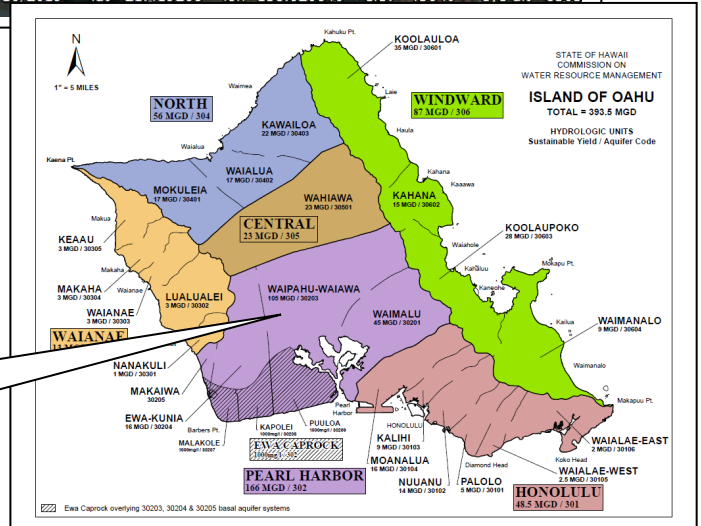 N
1" = 5 MILES
STATE OF HAWAII
COMMISSION ON
WATER RESOURCE MANAGEMENT
ISLAND OF OAHU
TOTAL = 393.5 MGD
HYDROLOGIC UNITS
Sustainable Yield / Aquifer Code
Kahuku Pt.
KOOLAULOA
35 MGD / 30601
NORTH
56 MGD / 304
WINDWARD
87 MGD / 306
Waimea
Laie
KAWAILOA
22 MGD / 30403
Hauula
Waialua
WAIALUA
17 MGD / 30402
Kaena Pt.
MOKULEIA
17 MGD / 30401
Kahana
Kaaawa
WAHIAWA
23 MGD / 30501
KAHANA
15 MGD / 30602
Makua
CENTRAL
23 MGD / 305
KOOLAUPOKO
28 MGD / 30603
KEAAU
3 MGD / 30305
Waiahole
Mokapu Pt.
Makaha
Kahaluu
MAKAHA
3 MGD / 30304
Waianae
LUALUALEI
3 MGD / 30302
WAIPAHU-WAIAWA
105 MGD / 30203
Kaneohe
WAIANAE
3 MGD / 30303
WAIMALU
45 MGD / 30201
Kailua
WAIMANALO
9 MGD / 30604
WAIANAE
NANAKULI
1 MGD / 30301
Waimanalo
MAKAIWA
30205
Makapuu Pt.
EWA-KUNIA
16 MGD / 30204
Pearl
Harbor
Barbers Pt.
KAPOLEI
PUULOA
HONOLULU
KALIHI
9 MGD / 30103
WAIALAE-EAST
2 MGD / 30106
MALAKOLE
EWA CAPROCK
MOANALUA
16 MGD / 30104
Diamond Head
Koko Head
WAIALAE-WEST
2.5 MGD / 30105
PEARL HARBOR
166 MGD / 302
NUUANU
14 MGD / 30102
PALOLO
5 MGD / 30101
HONOLULU
48.5 MGD / 301
Ewa Caprock overlying 30203, 30204 & 30205 basal aquifer systems